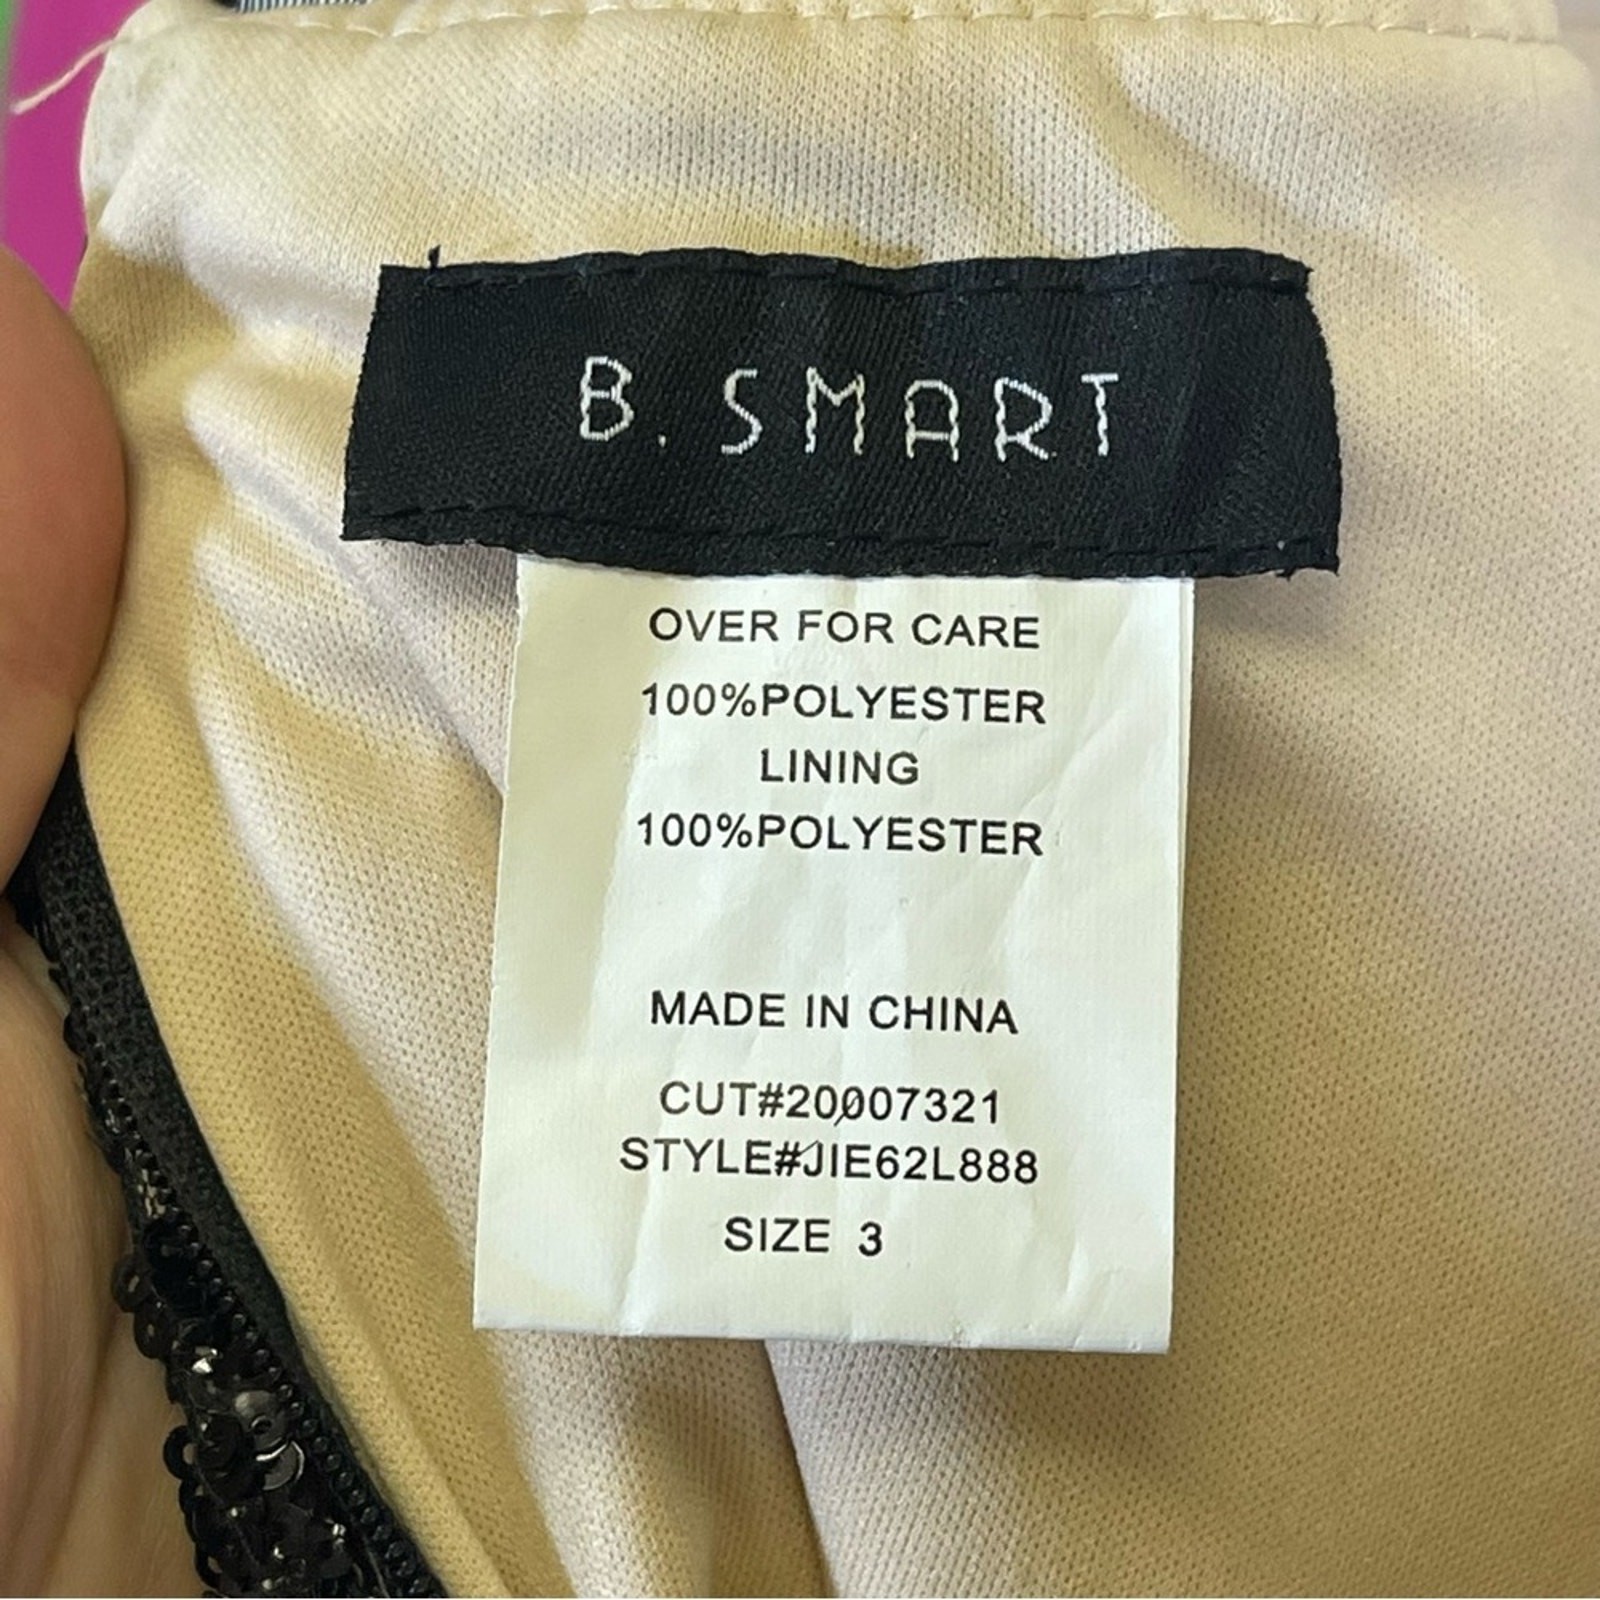 B. SMART
OVER FOR CARE
100%POLYESTER
LINING
100%POLYESTER
MADE IN CHINA
CUT#20007321
STYLE#JIE62L888
SIZE 3